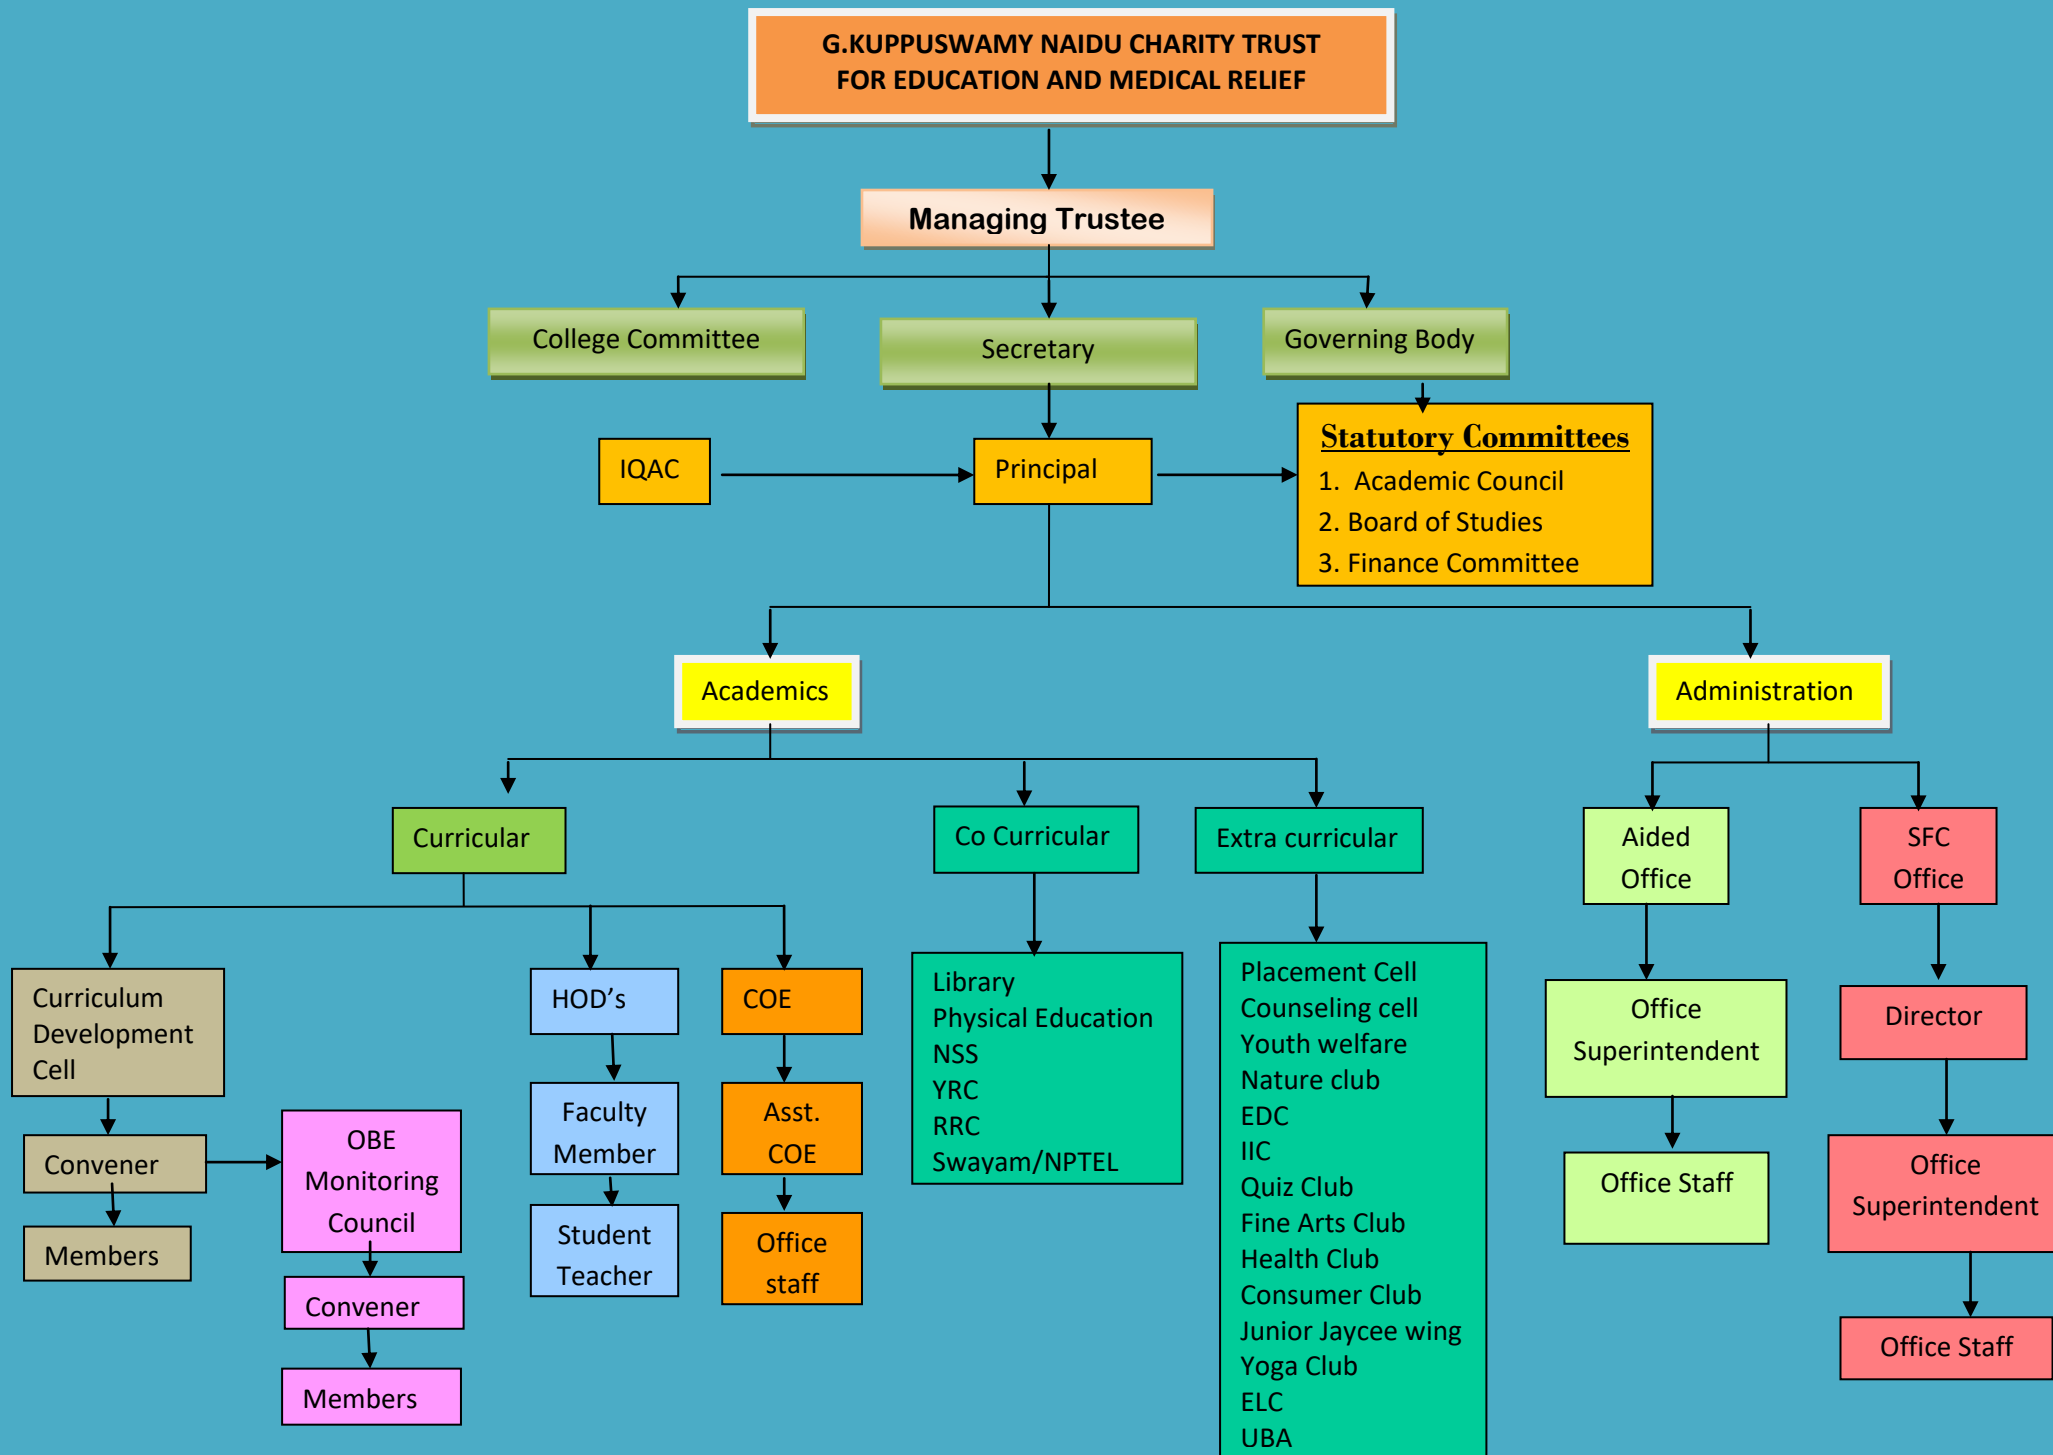 G.KUPPUSWAMY NAIDU CHARITY TRUST
FOR EDUCATION AND MEDICAL RELIEF
Managing Trustee
College Committee
Secretary
Governing Body
IQAC
Principal
Statutory Committees
1. Academic Council
2. Board of Studies
3. Finance Committee
Academics
Administration
Curricular
Co Curricular
Extra curricular
Aided
Office
SFC
Office
Curriculum
Development
Cell
Convener
Members
OBE
Monitoring
Council
Convener
Members
HOD's
Faculty
Member
Student
Teacher
COE
Asst.
COE
Office
staff
Library
Physical Education
NSS
YRC
RRC
Swayam/NPTEL
Placement Cell
Counseling cell
Youth welfare
Nature club
EDC
IIC
Quiz Club
Fine Arts Club
Health Club
Consumer Club
Junior Jaycee wing
Yoga Club
ELC
UBA
Office
Superintendent
Office Staff
Director
Office
Superintendent
Office Staff